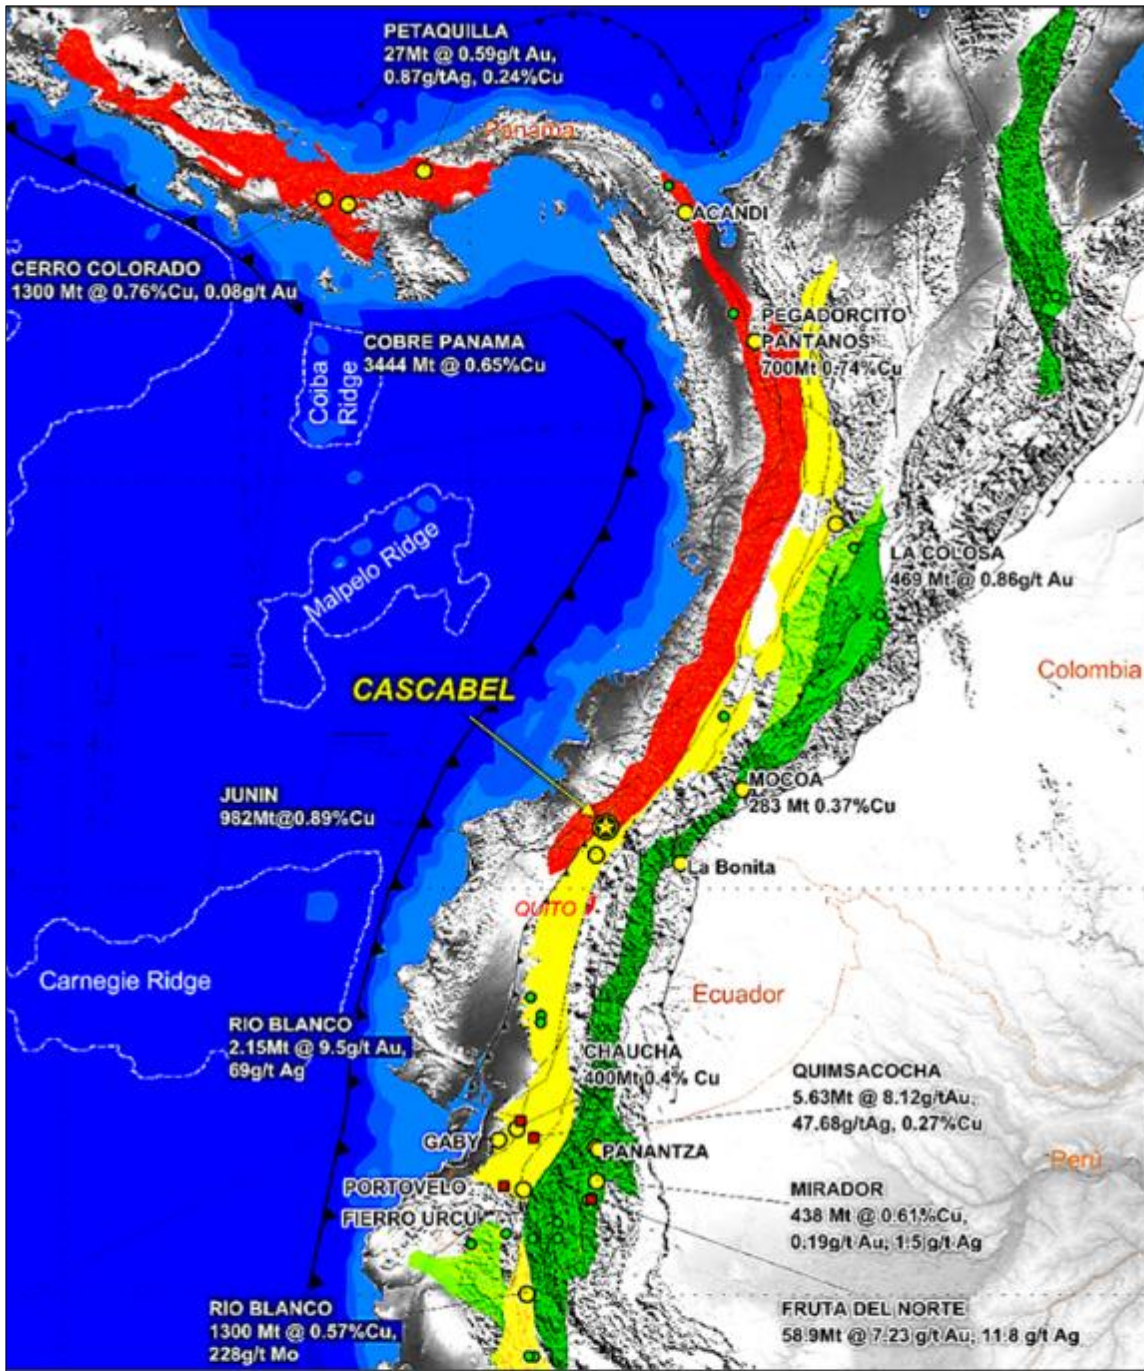 PETAQUILLA
27Mt @ 0.59g/t Au,
0.87g/tAg, 0.24%Cu
Panama
ACANDI
CERRO COLORADO
1300 Mt @ 0.76%Cu, 0.08g/t Au
PEGADORCITO
PANTANOS
700Mt 0.74%Cu
COBRE PANAMA
3444 Mt @ 0.65%Cu
Coiba
Ridge
Malpelo Ridge
LA COLOSA
469 Mt @ 0.86g/t Au
Colombia
CASCABEL
MOCOA
283 Mt 0.37%Cu
JUNIN
982Mt@0.89%Cu
La Bonita
QUITO
Carnegie Ridge
Ecuador
RIO BLANCO
2.15Mt @ 9.5g/t Au,
69g/t Ag
CHAUCHA
400Mt 0.4% Cu
QUIMSACOCHA
5.63Mt @ 8.12g/tAu,
47.68g/tAg, 0.27%Cu
GABY
PANANTZA
Perú
PORTOVELO
MIRADOR
438 Mt @ 0.61%Cu,
0.19g/t Au, 1.5 g/t Ag
FIERRO URCU
RIO BLANCO
1300 Mt @ 0.57%Cu,
228g/t Mo
FRUTA DEL NORTE
58.9Mt @ 7.23 g/t Au, 11.8 g/t Ag